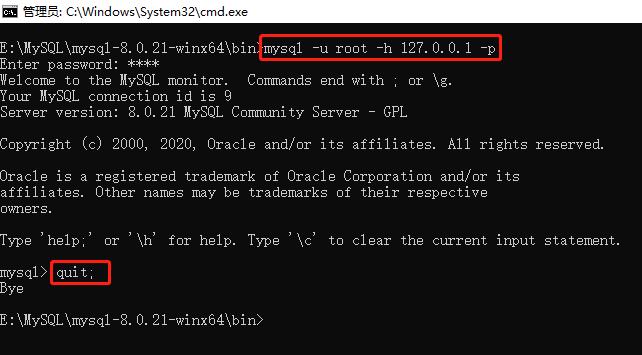 管理员: C:\Windows\System32\cmd.exe
E:\MySQL\mysql-8.0.21-winx64\bin>mysql -u root -h 127.0.0.1 -p
Enter password: ****
Welcome to the MySQL monitor.  Commands end with ; or \g.
Your MySQL connection id is 9
Server version: 8.0.21 MySQL Community Server - GPL
Copyright (c) 2000, 2020, Oracle and/or its affiliates. All rights reserved.
Oracle is a registered trademark of Oracle Corporation and/or its
affiliates. Other names may be trademarks of their respective
owners.
Type 'help;' or '\h' for help. Type '\c' to clear the current input statement.
mysql> quit;
Bye
E:\MySQL\mysql-8.0.21-winx64\bin>